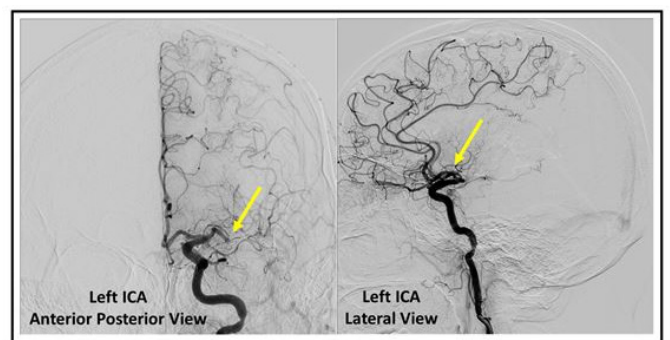 Left ICA
Anterior Posterior View
Left ICA
Lateral View